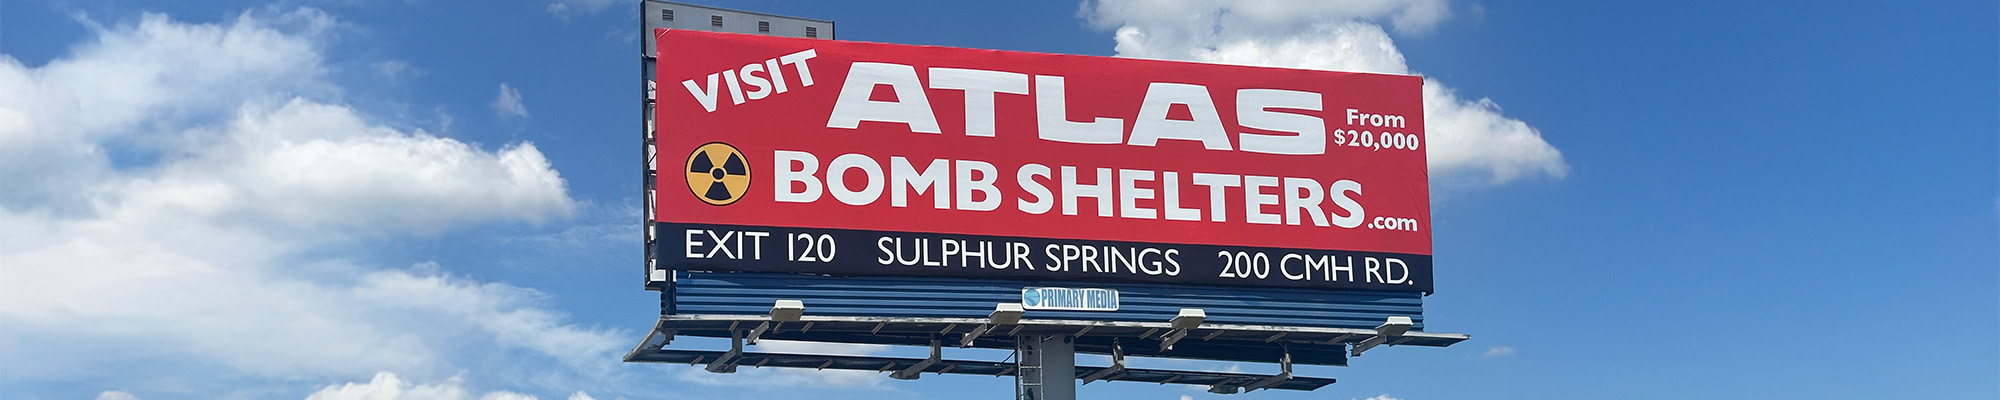 VISIT ATLAS From
$20,000
BOMB SHELTERS.com
EXIT 120 SULPHUR SPRINGS 200 CMH RD.
PRIMARY MEDIA